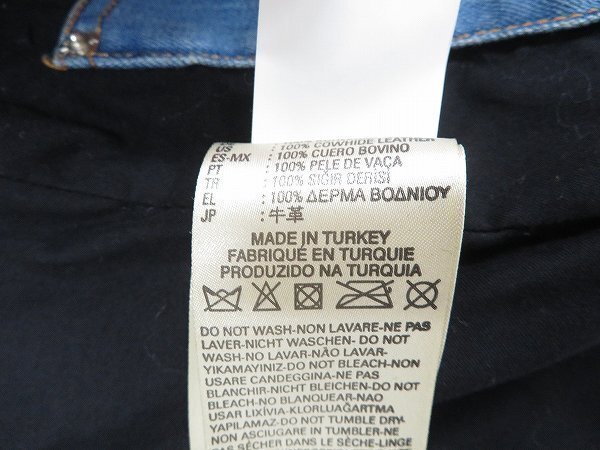 US : 100% COWHIDE LEATHER
ES-MX : 100% CUERO BOVINO
PT : 100% PELE DE VAÇA
TR : 100% SIĞIR DERİSİ
EL : 100% ΔΕΡΜΑ ΒΟΔΝΙΟΥ
JP : 牛革
MADE IN TURKEY
FABRIQUÉ EN TURQUIE
PRODUZIDO NA TURQUIA
DO NOT WASH-NON LAVARE-NE PAS
LAVER-NICHT WASCHEN- DO NOT
WASH-NO LAVAR-NÃO LAVAR-
YIKAMAYINIZ-DO NOT BLEACH-NON
USARE CANDEGGINA-NE PAS
BLANCHIR-NICHT BLEICHEN-DO NOT
BLEACH-NO BLANQUEAR-NAO
USAR LIXÍVIA-KLORLUAĞARTMA
YAPILAMAZ-DO NOT TUMBLE DRY-
NON ASCIUGARE IN TUMBLER-NE
PAS SÉCHER DANS LE SÈCHE-LINGE